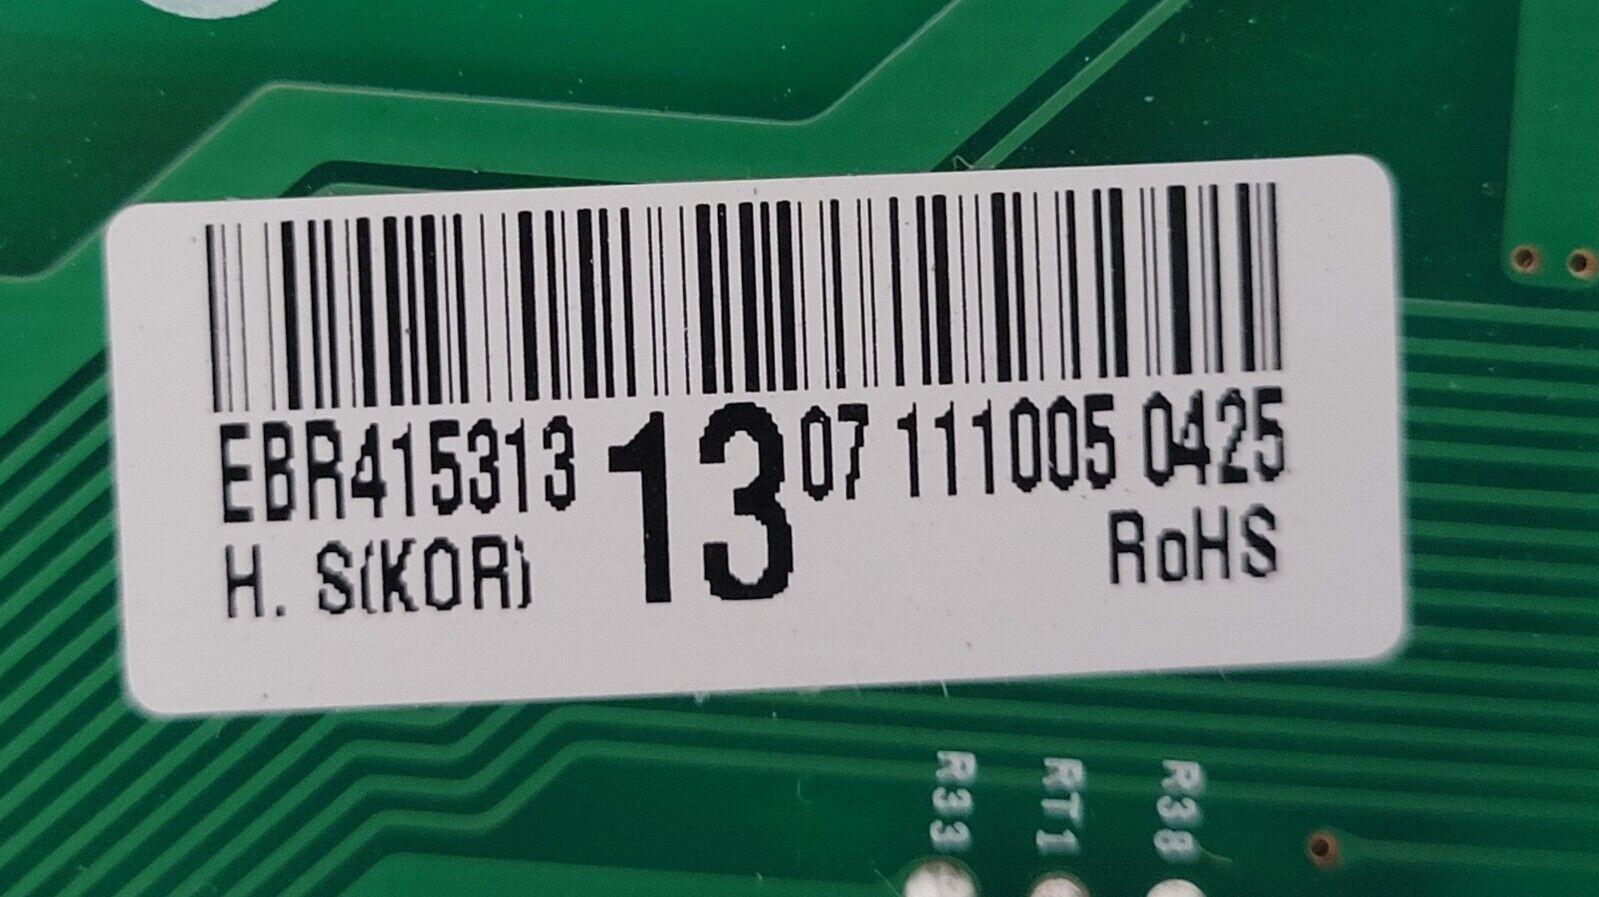 EBR415313 13 07 111005 0425
H. S(KOR) RoHS
R33 RT1 R38